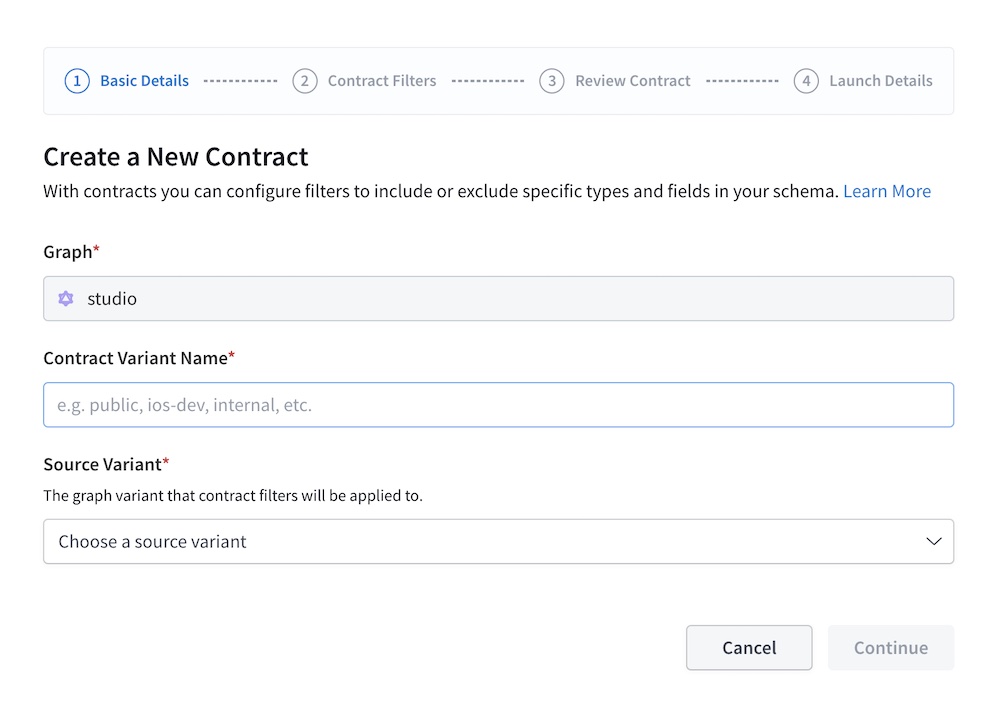 1 Basic Details 2 Contract Filters 3 Review Contract 4 Launch Details
Create a New Contract
With contracts you can configure filters to include or exclude specific types and fields in your schema. Learn More
Graph*
studio
Contract Variant Name*
e.g. public, ios-dev, internal, etc.
Source Variant*
The graph variant that contract filters will be applied to.
Choose a source variant
Cancel Continue